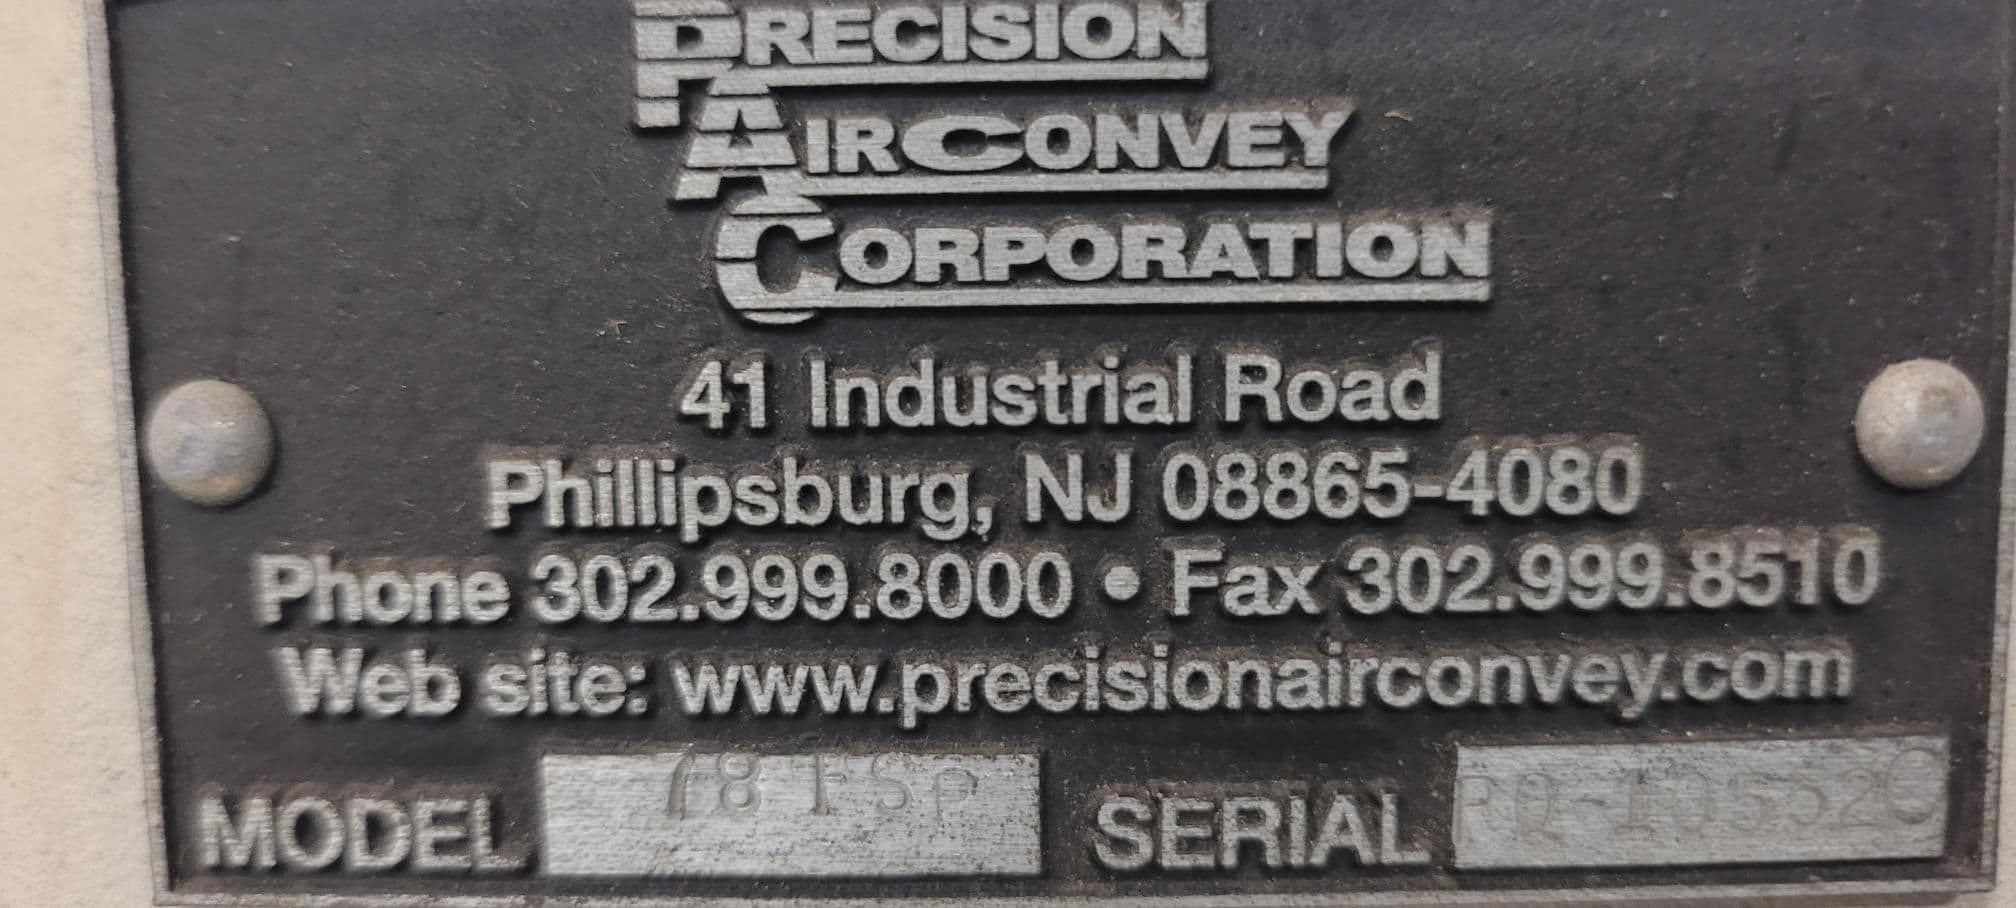 PRECISION
AIRCONVEY
CORPORATION
41 Industrial Road
Phillipsburg, NJ 08865-4080
Phone 302.999.8000 • Fax 302.999.8510
Web site: www.precisionairconvey.com
MODEL SERIAL